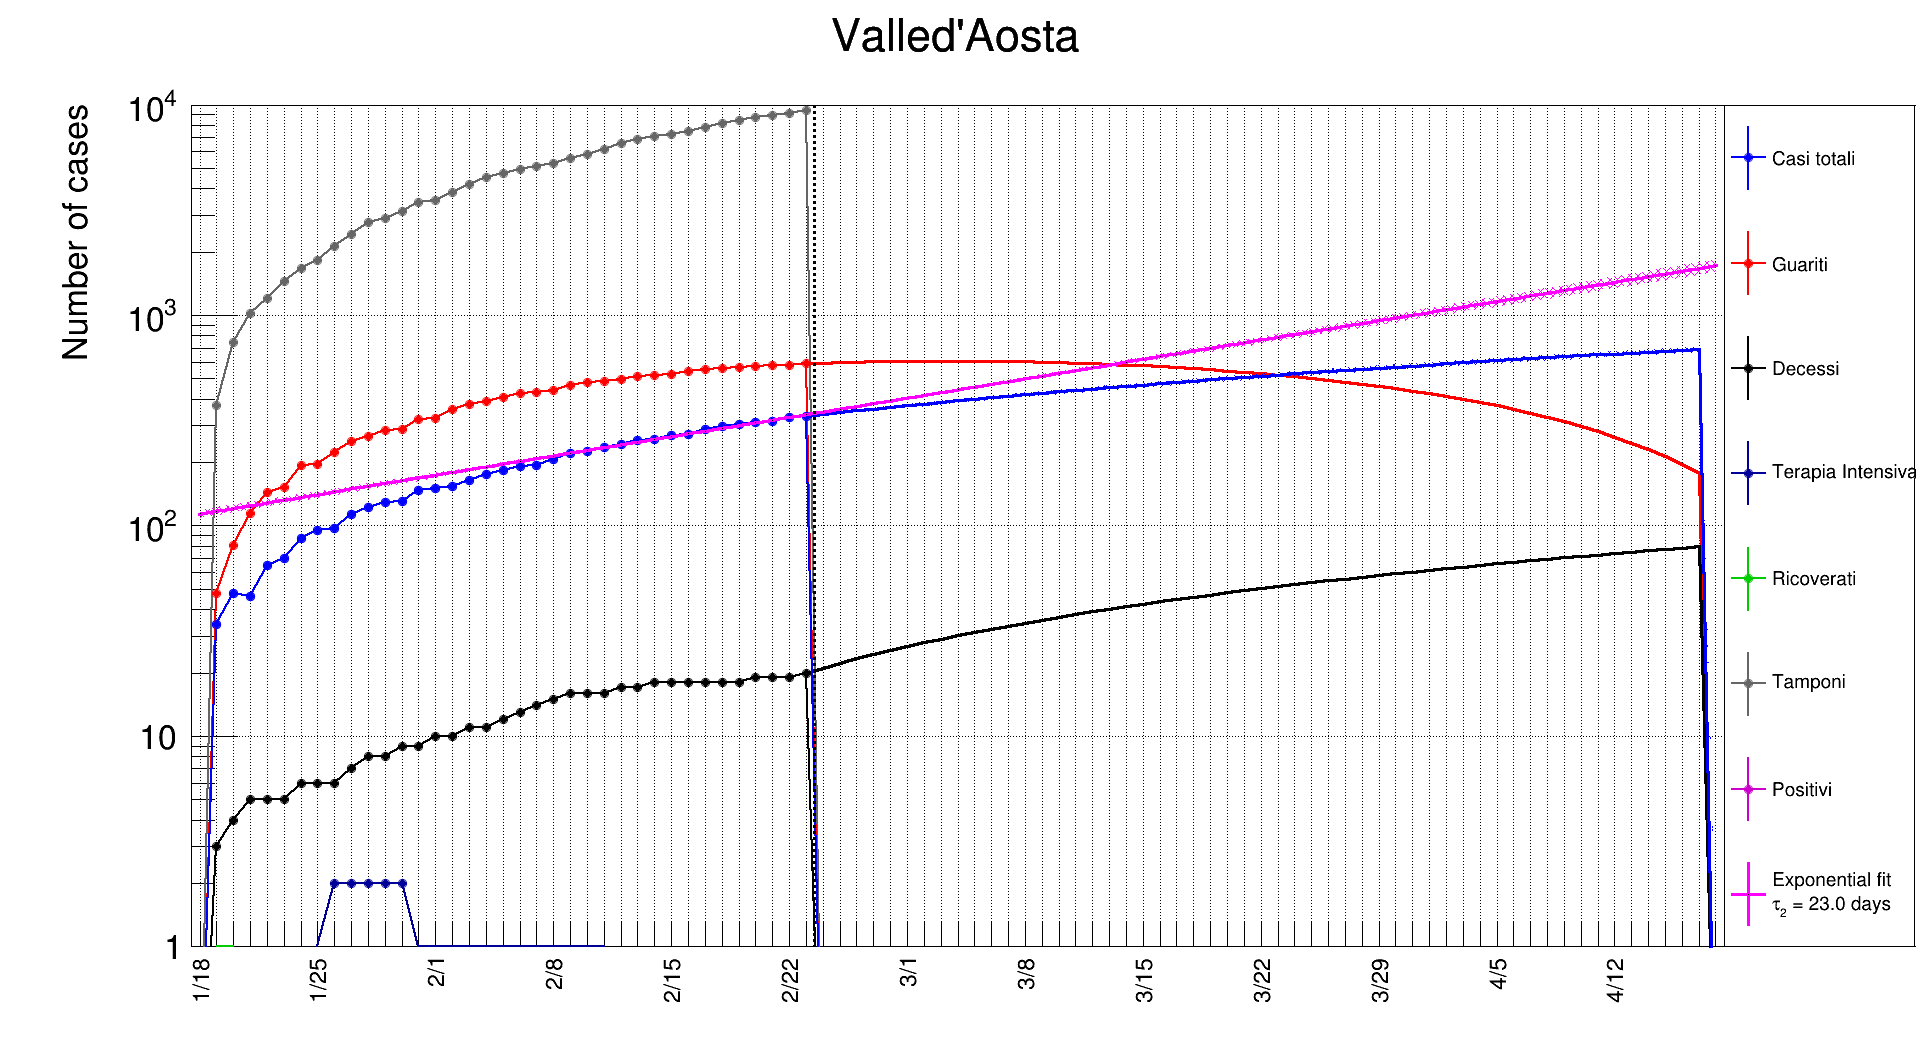 Valled'Aosta
Number of cases
10^4
10^3
10^2
10
1
1/18
1/25
2/1
2/8
2/15
2/22
3/1
3/8
3/15
3/22
3/29
4/5
4/12
Casi totali
Guariti
Decessi
Terapia Intensiva
Ricoverati
Tamponi
Positivi
Exponential fit
τ₂ = 23.0 days